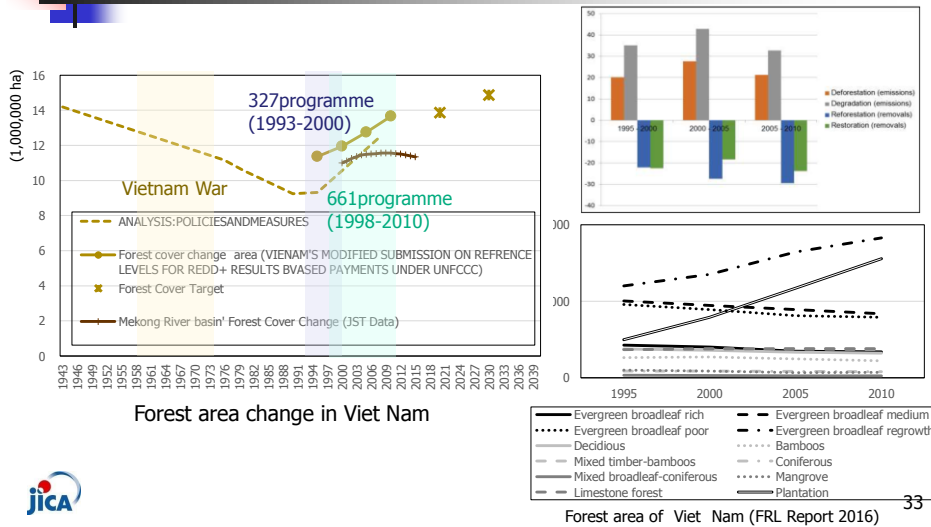 (1,000,000 ha)
16
14
12
10
8
6
4
2
0
327programme
(1993-2000)
Vietnam War
661programme
(1998-2010)
ANALYSIS:POLICIESANDMEASURES
Forest cover change area (VIENAM'S MODIFIED SUBMISSION ON REFRENCE
LEVELS FOR REDD+ RESULTS BVASED PAYMENTS UNDER UNFCCC)
Forest Cover Target
Mekong River basin' Forest Cover Change (JST Data)
1943 1946 1949 1952 1955 1958 1961 1964 1967 1970 1973 1976 1979 1982 1985 1988 1991 1994 1997 2000 2003 2006 2009 2012 2015 2018 2021 2024 2027 2030 2033 2036 2039
Forest area change in Viet Nam
50
40
30
20
10
0
-10
-20
-30
-40
1995 - 2000 2000 - 2005 2005 - 2010
Deforestation (emissions)
Degradation (emissions)
Reforestation (removals)
Restoration (removals)
000
000
0
1995 2000 2005 2010
Evergreen broadleaf rich Evergreen broadleaf medium
Evergreen broadleaf poor Evergreen broadleaf regrowth
Decidious Bamboos
Mixed timber-bamboos Coniferous
Mixed broadleaf-coniferous Mangrove
Limestone forest Plantation
33
Forest area of Viet Nam (FRL Report 2016)
jICA